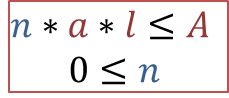 n ∗ a ∗ l ≤ A
0 ≤ n